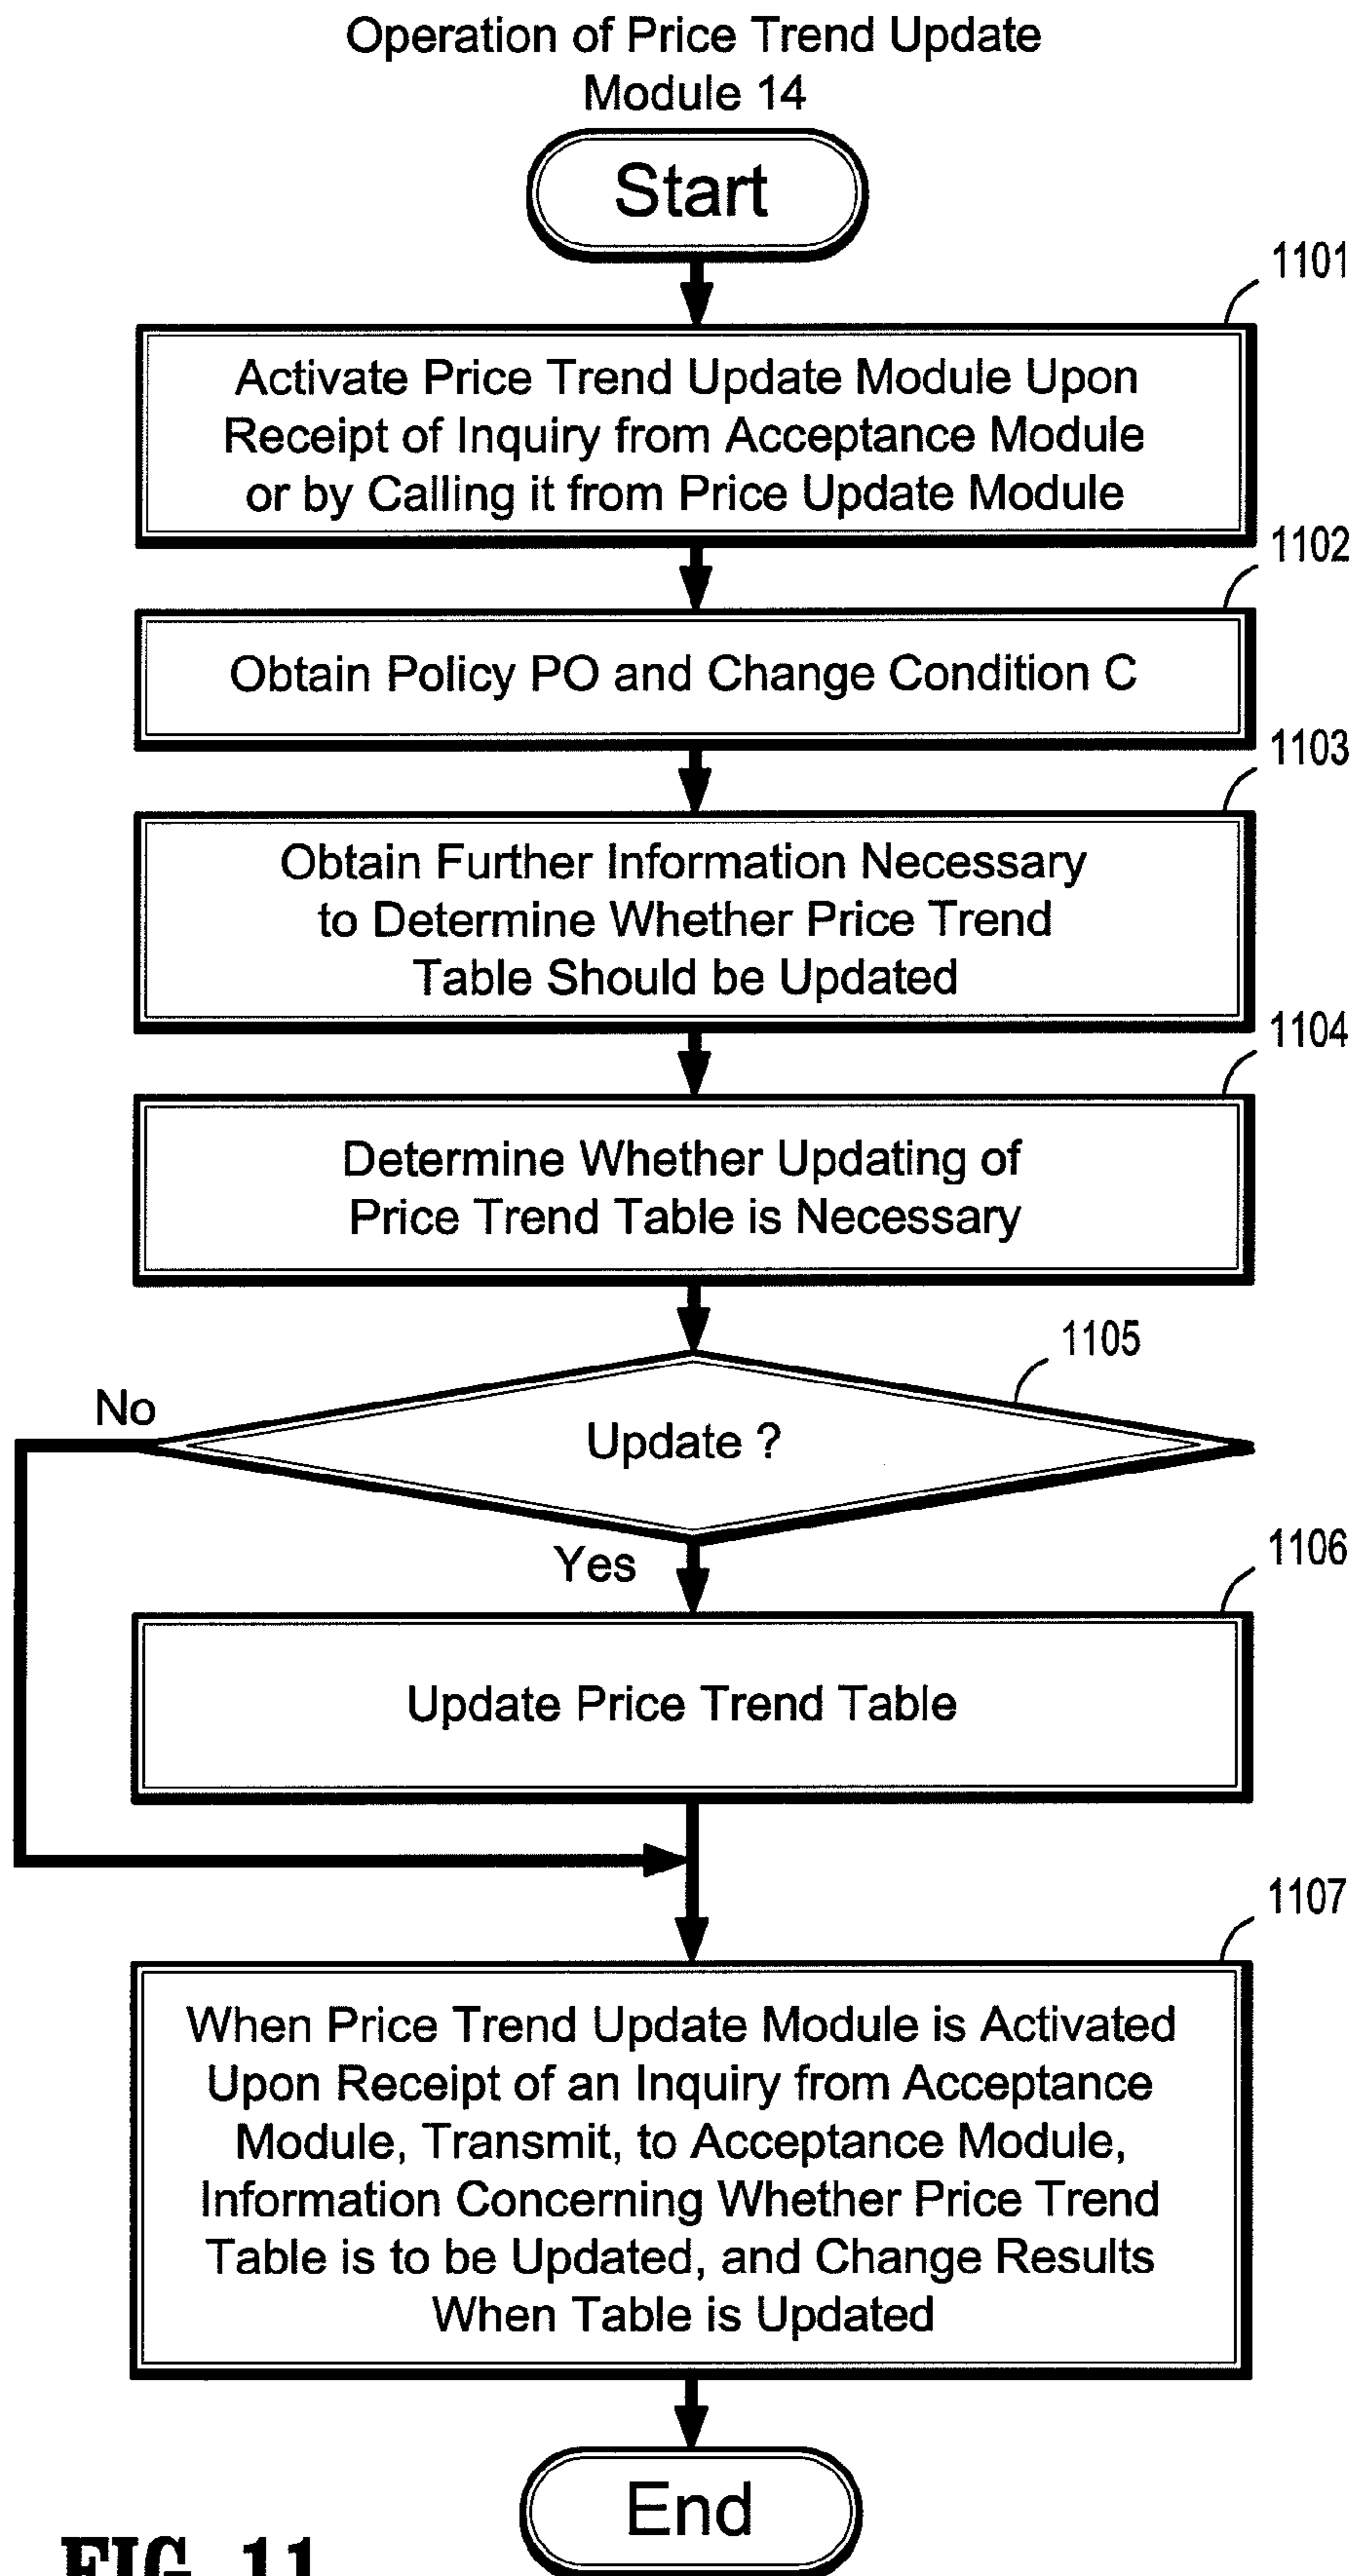 Operation of Price Trend Update
Module 14
Start
1101
Activate Price Trend Update Module Upon
Receipt of Inquiry from Acceptance Module
or by Calling it from Price Update Module
1102
Obtain Policy PO and Change Condition C
1103
Obtain Further Information Necessary
to Determine Whether Price Trend
Table Should be Updated
1104
Determine Whether Updating of
Price Trend Table is Necessary
1105
No
Update ?
Yes
1106
Update Price Trend Table
1107
When Price Trend Update Module is Activated
Upon Receipt of an Inquiry from Acceptance
Module, Transmit, to Acceptance Module,
Information Concerning Whether Price Trend
Table is to be Updated, and Change Results
When Table is Updated
End
FIG. 11